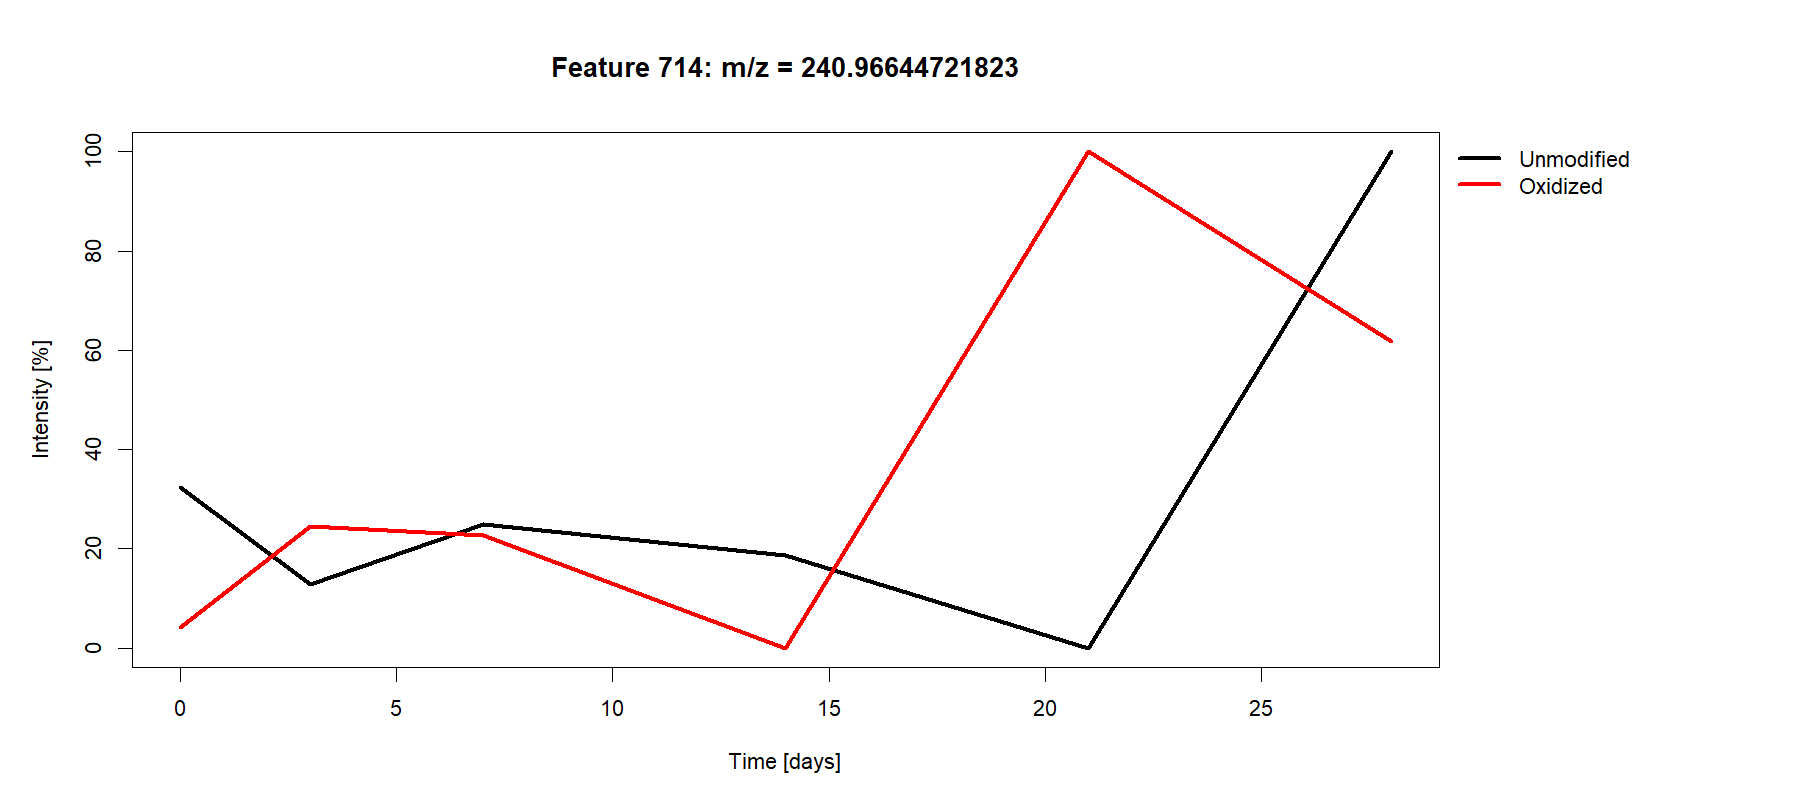 Feature 714: m/z = 240.96644721823
Unmodified
Oxidized
Intensity [%]
100
80
60
40
20
0
0 5 10 15 20 25
Time [days]